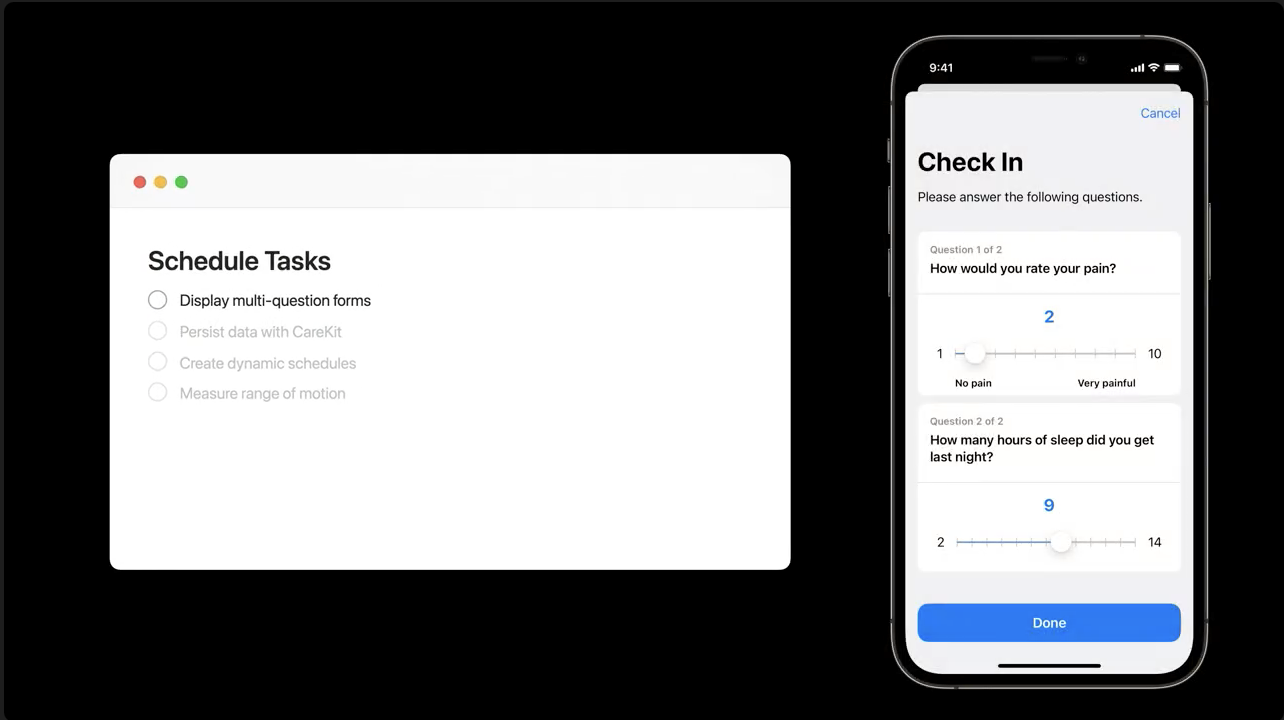 Schedule Tasks
Display multi-question forms
Persist data with CareKit
Create dynamic schedules
Measure range of motion
9:41
Cancel
Check In
Please answer the following questions.
Question 1 of 2
How would you rate your pain?
2
1 10
No pain Very painful
Question 2 of 2
How many hours of sleep did you get
last night?
9
2 14
Done